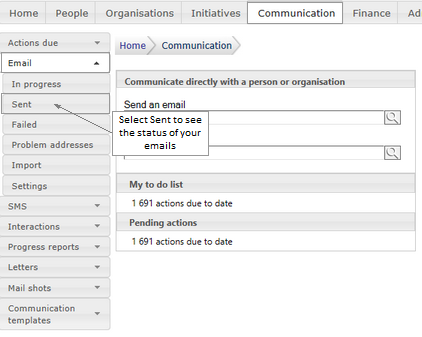 Home People Organisations Initiatives Communication Finance Ad
Actions due
Email
In progress
Sent
Failed
Problem addresses
Import
Settings
SMS
Interactions
Progress reports
Letters
Mail shots
Communication
templates
Home Communication
Communicate directly with a person or organisation
Send an email
Select Sent to see
the status of your
emails
My to do list
1 691 actions due to date
Pending actions
1 691 actions due to date